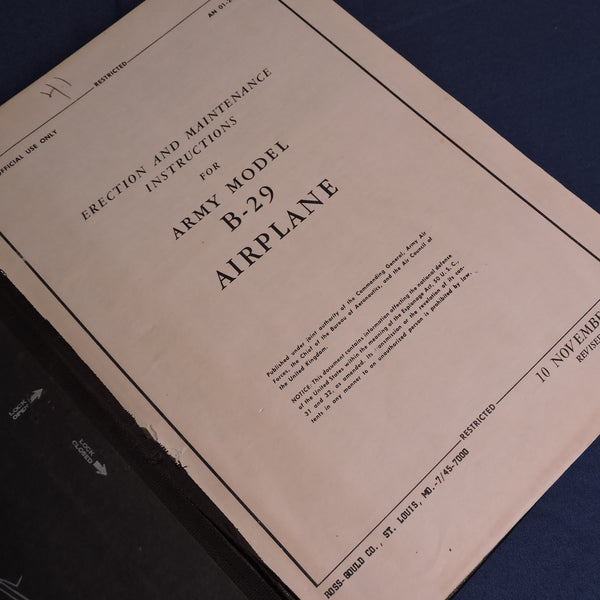 AN 01-2
RESTRICTED
41
OFFICIAL USE ONLY
ERECTION AND MAINTENANCE
INSTRUCTIONS
FOR
ARMY MODEL
B-29
AIRPLANE
Published under joint authority of the Commanding General, Army Air
Forces, the Chief of the Bureau of Aeronautics, and the Air Council of
the United Kingdom.
NOTICE: This document contains information affecting the national defense
of the United States within the meaning of the Espionage Act, 50 U. S. C.,
31 and 32, as amended. Its transmission or the revelation of its con-
tents in any manner to an unauthorized person is prohibited by law.
10 NOVEMBER
REVISED
RESTRICTED
ROSS-GOULD CO., ST. LOUIS, MO.-7/45-7000
LOCK
OPEN
LOCK
CLOSED